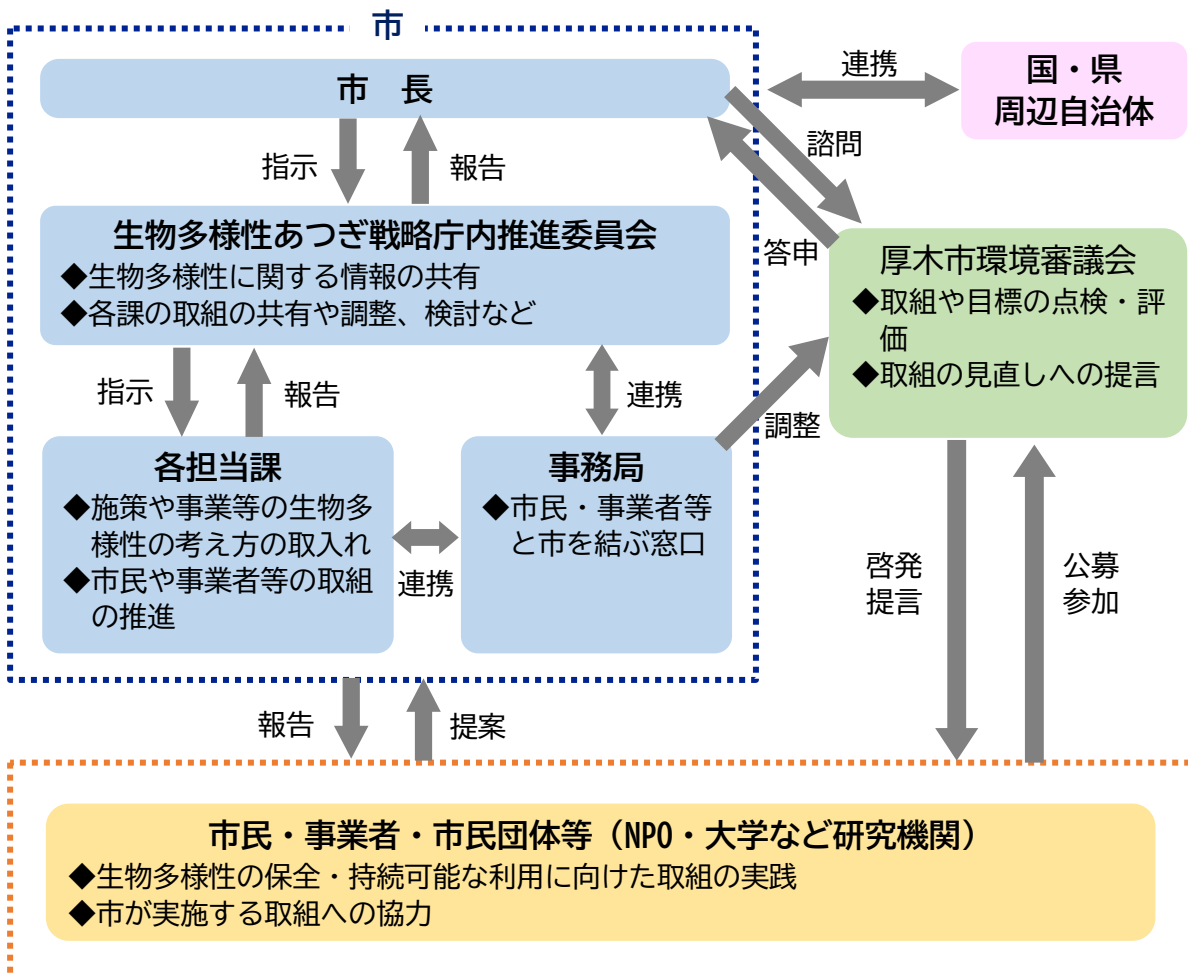 市
市　長
連携
国・県
周辺自治体
諮問
指示
報告
答申
生物多様性あつぎ戦略庁内推進委員会
◆生物多様性に関する情報の共有
◆各課の取組の共有や調整、検討など
厚木市環境審議会
◆取組や目標の点検・評
価
◆取組の見直しへの提言
指示
報告
連携
調整
各担当課
◆施策や事業等の生物多
様性の考え方の取入れ
◆市民や事業者等の取組
の推進
連携
事務局
◆市民・事業者等
と市を結ぶ窓口
啓発
提言
公募
参加
報告
提案
市民・事業者・市民団体等（NPO・大学など研究機関）
◆生物多様性の保全・持続可能な利用に向けた取組の実践
◆市が実施する取組への協力